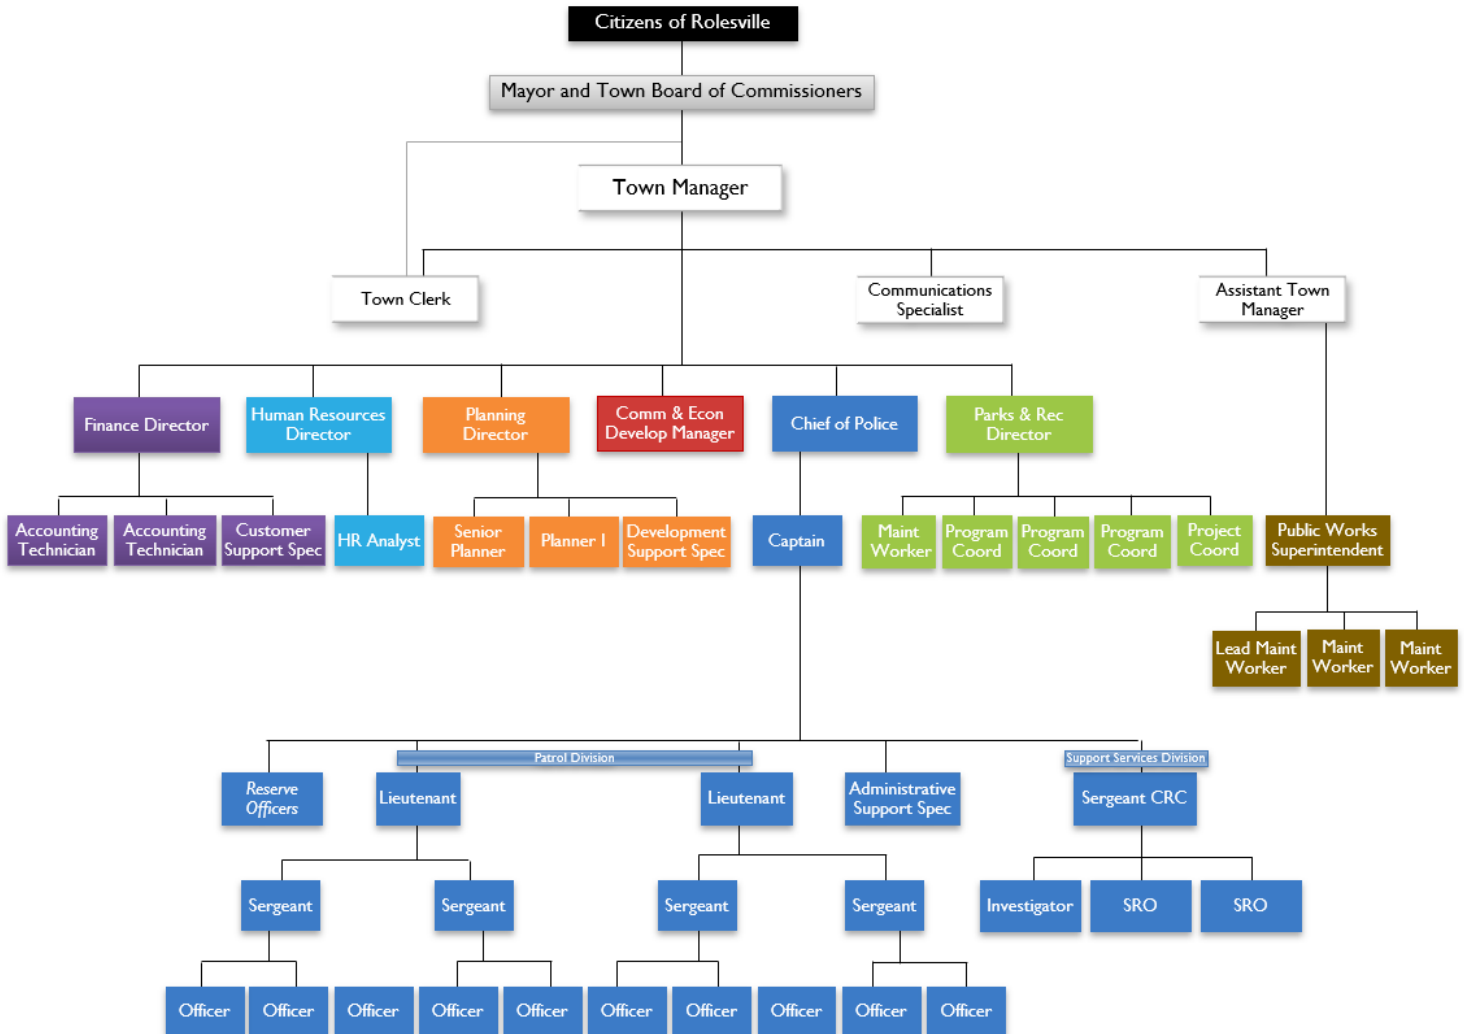 Citizens of Rolesville
Mayor and Town Board of Commissioners
Town Manager
Town Clerk
Communications
Specialist
Assistant Town
Manager
Finance Director
Human Resources
Director
Planning
Director
Comm & Econ
Develop Manager
Chief of Police
Parks & Rec
Director
Accounting
Technician
Accounting
Technician
Customer
Support Spec
HR Analyst
Senior
Planner
Planner I
Development
Support Spec
Captain
Maint
Worker
Program
Coord
Program
Coord
Program
Coord
Project
Coord
Public Works
Superintendent
Lead Maint
Worker
Maint
Worker
Maint
Worker
Patrol Division
Support Services Division
Reserve
Officers
Lieutenant
Lieutenant
Administrative
Support Spec
Sergeant CRC
Sergeant
Sergeant
Sergeant
Sergeant
Investigator
SRO
SRO
Officer
Officer
Officer
Officer
Officer
Officer
Officer
Officer
Officer
Officer